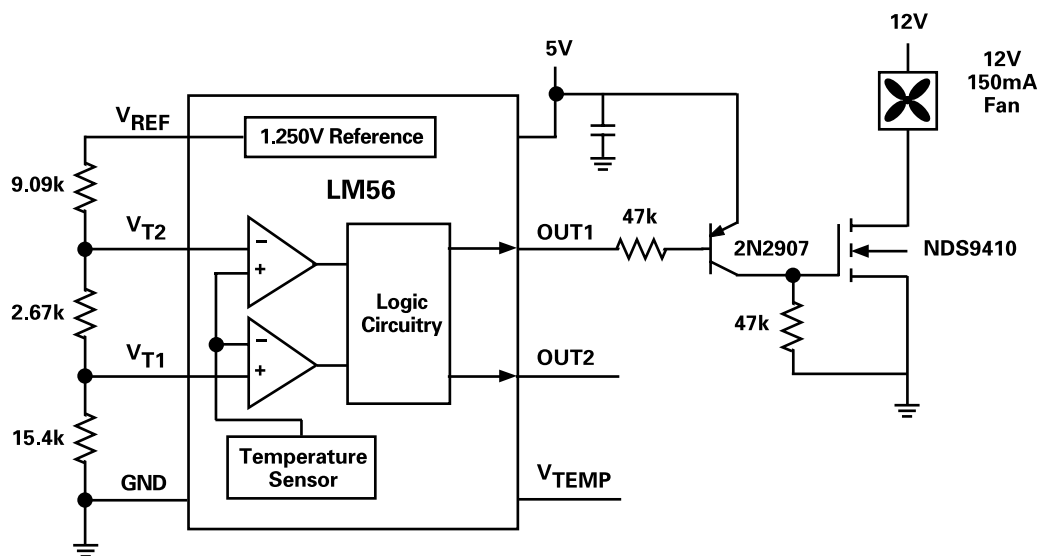 12V
5V
12V
150mA
Fan
VREF
1.250V Reference
LM56
9.09k
VT2
OUT1
47k
2N2907
NDS9410
Logic
Circuitry
2.67k
47k
VT1
OUT2
15.4k
Temperature
Sensor
GND
VTEMP
−
+
−
+